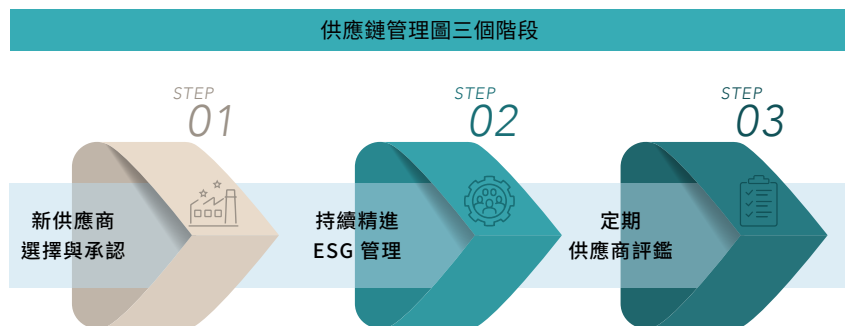 供應鏈管理圖三個階段
STEP
01
STEP
02
STEP
03
新供應商
選擇與承認
持續精進
ESG 管理
定期
供應商評鑑